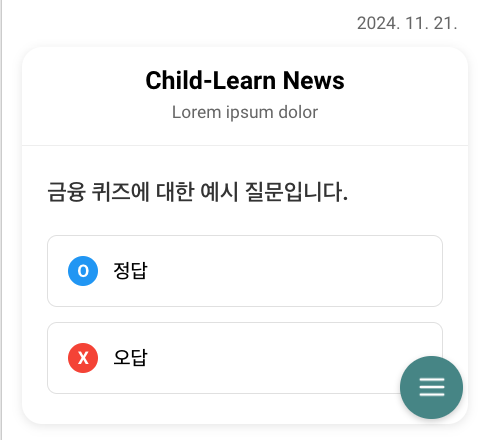 2024. 11. 21.
Child-Learn News
Lorem ipsum dolor
금융 퀴즈에 대한 예시 질문입니다.
O 정답
X 오답